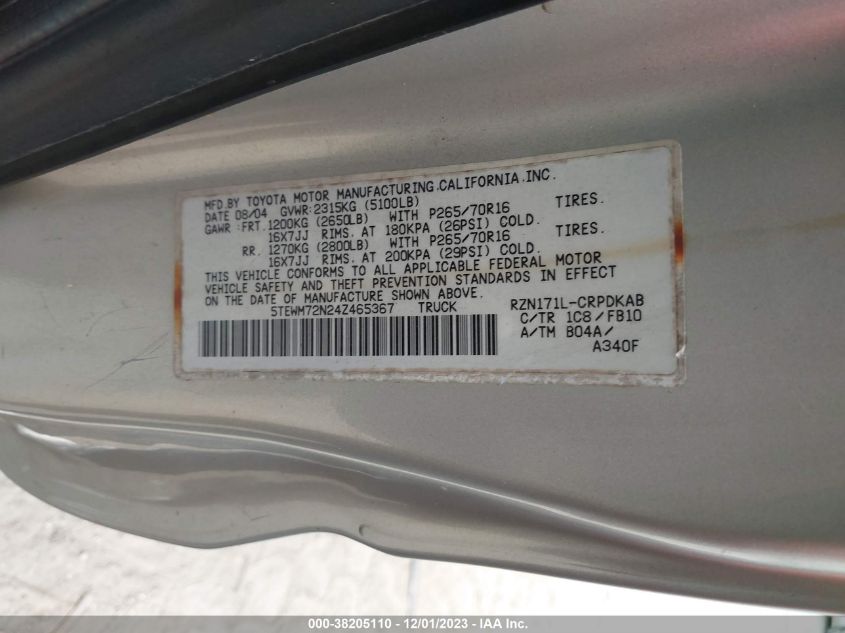 MFD.BY TOYOTA MOTOR MANUFACTURING.CALIFORNIA.INC.
DATE 08/04 GVWR:2315KG (5100LB)
GAWR :FRT.1200KG (2650LB) WITH P265/70R16 TIRES.
16X7JJ RIMS. AT 180KPA (26PSI) COLD.
RR. 1270KG (2800LB) WITH P265/70R16 TIRES.
16X7JJ RIMS. AT 200KPA (29PSI) COLD.
THIS VEHICLE CONFORMS TO ALL APPLICABLE FEDERAL MOTOR
VEHICLE SAFETY AND THEFT PREVENTION STANDARDS IN EFFECT
ON THE DATE OF MANUFACTURE SHOWN ABOVE.
5TEWM72N24Z465367 TRUCK RZN171L-CRPDKAB
C/TR 1C8/FB10
A/TM B04A/
A340F
000-38205110 - 12/01/2023 - IAA Inc.